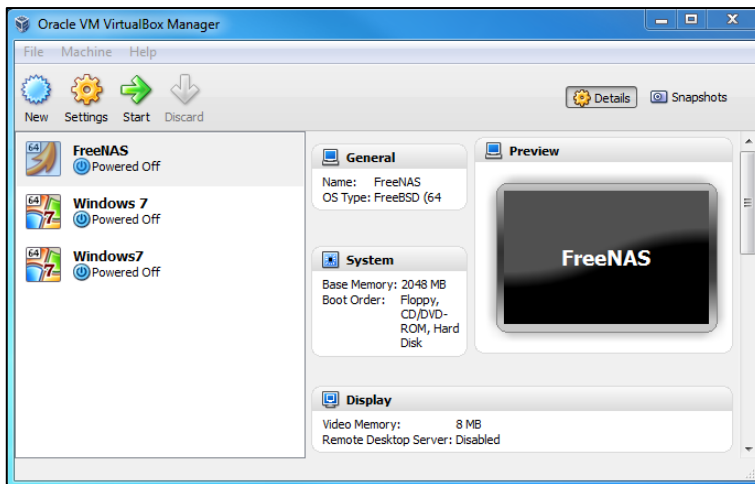 Oracle VM VirtualBox Manager
File Machine Help
New Settings Start Discard
Details Snapshots
64 FreeNAS
Powered Off
64 Windows 7
7 Powered Off
64 Windows7
7 Powered Off
General
Name: FreeNAS
OS Type: FreeBSD (64
System
Base Memory: 2048 MB
Boot Order: Floppy,
CD/DVD-
ROM, Hard
Disk
Preview
FreeNAS
Display
Video Memory: 8 MB
Remote Desktop Server: Disabled